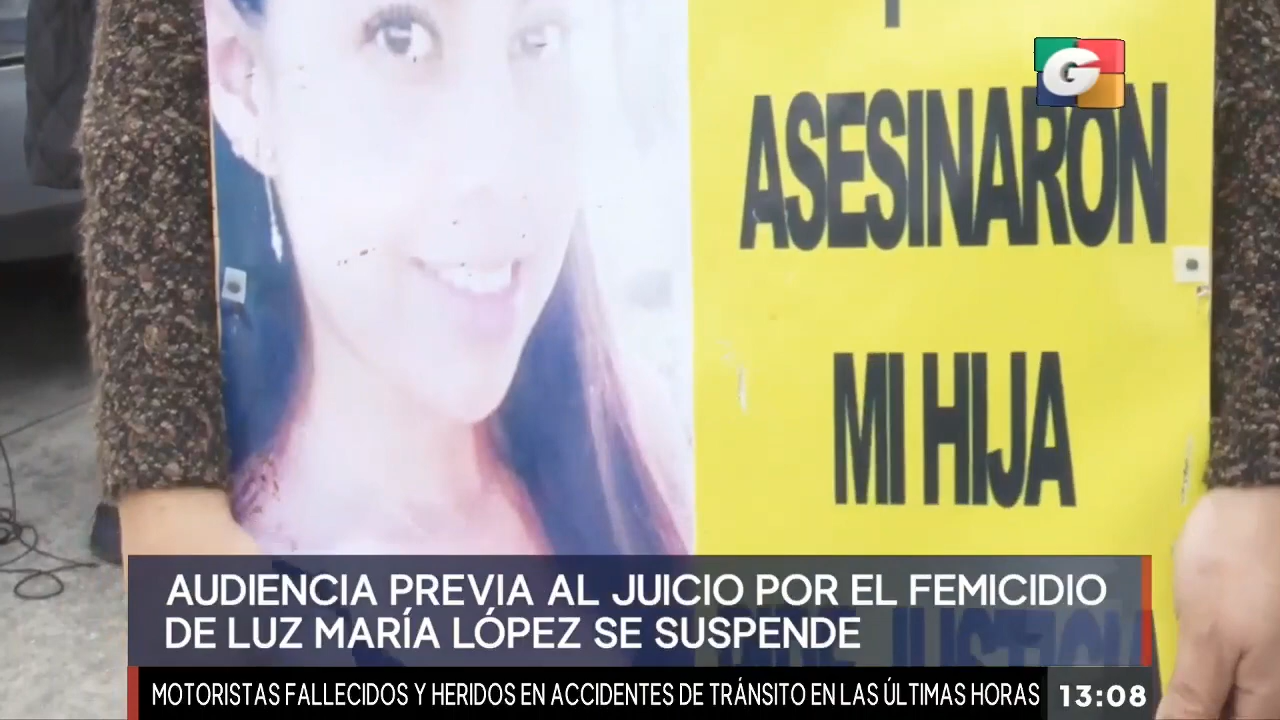 G
ASESINARON
MI HIJA
AUDIENCIA PREVIA AL JUICIO POR EL FEMICIDIO
DE LUZ MARÍA LÓPEZ SE SUSPENDE
MOTORISTAS FALLECIDOS Y HERIDOS EN ACCIDENTES DE TRÁNSITO EN LAS ÚLTIMAS HORAS
13:08